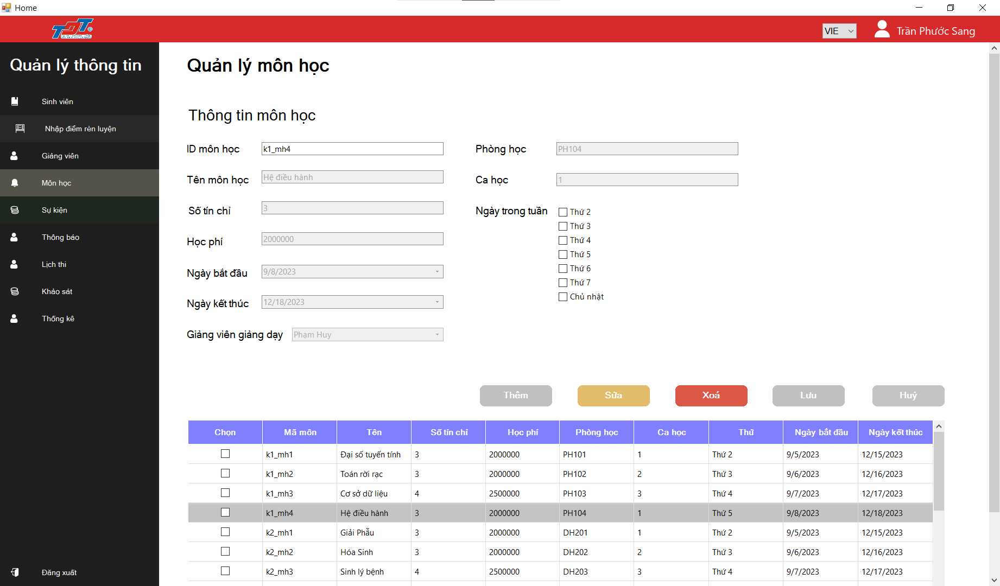 Home
TDT
VIE
Trần Phước Sang
Quản lý thông tin
Sinh viên
Nhập điểm rèn luyện
Giảng viên
Môn học
Sự kiện
Thông báo
Lịch thi
Khảo sát
Thống kê
Đăng xuất
Quản lý môn học
Thông tin môn học
ID môn học k1_mh4
Tên môn học Hệ điều hành
Số tín chỉ 3
Học phí 2000000
Ngày bắt đầu 9/8/2023
Ngày kết thúc 12/18/2023
Giảng viên giảng dạy Phạm Huy
Phòng học PH104
Ca học 1
Ngày trong tuần
Thứ 2
Thứ 3
Thứ 4
Thứ 5
Thứ 6
Thứ 7
Chủ nhật
Thêm Sửa Xoá Lưu Huỷ
Chọn Mã môn Tên Số tín chỉ Học phí Phòng học Ca học Thứ Ngày bắt đầu Ngày kết thúc
k1_mh1 Đại số tuyến tính 3 2000000 PH101 1 Thứ 2 9/5/2023 12/15/2023
k1_mh2 Toán rời rạc 3 2000000 PH102 2 Thứ 3 9/6/2023 12/16/2023
k1_mh3 Cơ sở dữ liệu 4 2500000 PH103 3 Thứ 4 9/7/2023 12/17/2023
k1_mh4 Hệ điều hành 3 2000000 PH104 1 Thứ 5 9/8/2023 12/18/2023
k2_mh1 Giải Phẫu 3 2000000 DH201 1 Thứ 2 9/5/2023 12/15/2023
k2_mh2 Hóa Sinh 3 2000000 DH202 2 Thứ 3 9/6/2023 12/16/2023
k2_mh3 Sinh lý bệnh 4 2500000 DH203 3 Thứ 4 9/7/2023 12/17/2023